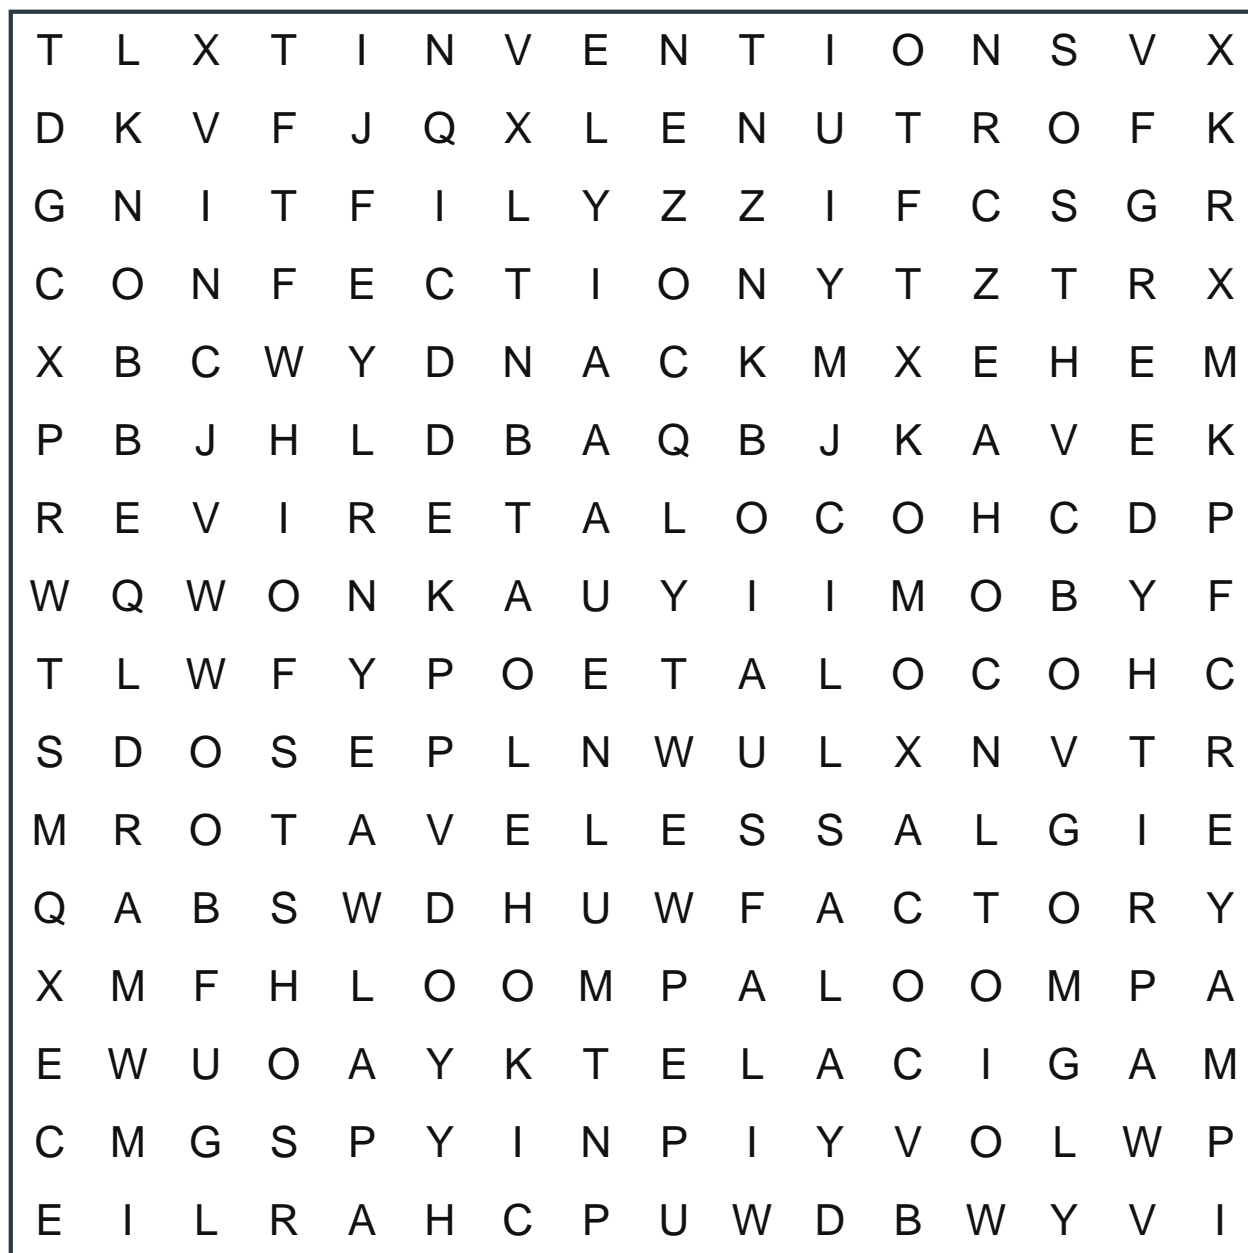 T L X T I N V E N T I O N S V X
D K V F J Q X L E N U T R O F K
G N I T F I L Y Z Z I F C S G R
C O N F E C T I O N Y T Z T R X
X B C W Y D N A C K M X E H E M
P B J H L D B A Q B J K A V E K
R E V I R E T A L O C O H C D P
W Q W O N K A U Y I I M O B Y F
T L W F Y P O E T A L O C O H C
S D O S E P L N W U L X N V T R
M R O T A V E L E S S A L G I E
Q A B S W D H U W F A C T O R Y
X M F H L O O M P A L O O M P A
E W U O A Y K T E L A C I G A M
C M G S P Y I N P I Y V O L W P
E I L R A H C P U W D B W Y V I